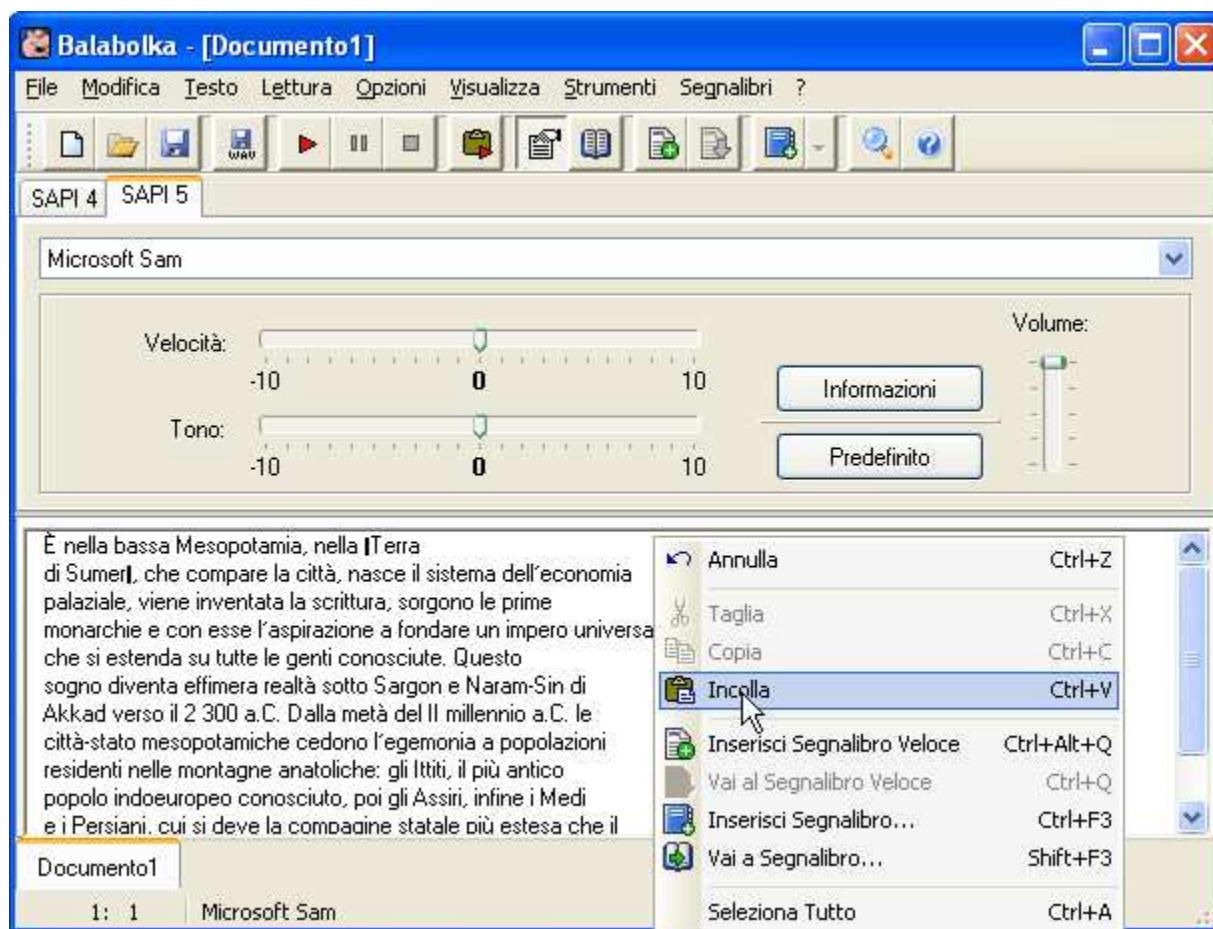 Balabolka - [Documento1]
File Modifica Testo Lettura Opzioni Visualizza Strumenti Segnalibri ?
WAV
SAPI 4 SAPI 5
Microsoft Sam
Volume:
Velocità:
-10 0 10
Informazioni
Tono:
-10 0 10
Predefinito
È nella bassa Mesopotamia, nella Terra
di Sumer, che compare la città, nasce il sistema dell'economia
palaziale, viene inventata la scrittura, sorgono le prime
monarchie e con esse l'aspirazione a fondare un impero universa
che si estenda su tutte le genti conosciute. Questo
sogno diventa effimera realtà sotto Sargon e Naram-Sin di
Akkad verso il 2 300 a.C. Dalla metà del II millennio a.C. le
città-stato mesopotamiche cedono l'egemonia a popolazioni
residenti nelle montagne anatoliche: gli Ittiti, il più antico
popolo indoeuropeo conosciuto, poi gli Assiri, infine i Medi
e i Persiani, cui si deve la compagine statale più estesa che il
Annulla Ctrl+Z
Taglia Ctrl+X
Copia Ctrl+C
Incolla Ctrl+V
Inserisci Segnalibro Veloce Ctrl+Alt+Q
Vai al Segnalibro Veloce Ctrl+Q
Inserisci Segnalibro... Ctrl+F3
Vai a Segnalibro... Shift+F3
Seleziona Tutto Ctrl+A
Documento1
1: 1 Microsoft Sam